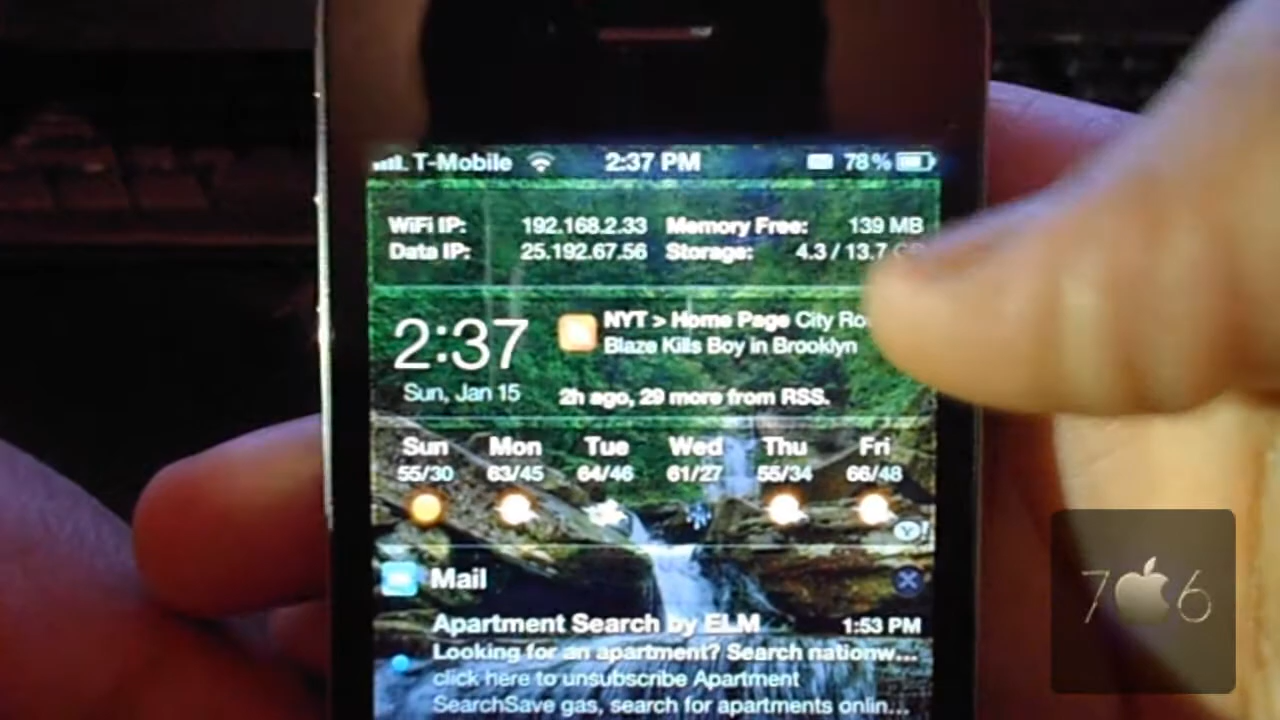 T-Mobile 2:37 PM 78%
WiFi IP: 192.168.2.33 Memory Free: 139 MB
Data IP: 25.192.67.56 Storage: 4.3 / 13.7
2:37 NYT > Home Page City
Blaze Kills Boy in Brooklyn
Sun, Jan 15 2h ago, 29 more from RSS.
Sun Mon Tue Wed Thu Fri
55/30 63/45 64/46 61/27 55/34 66/48
Y!
Mail
Apartment Search by ELM 1:53 PM
Looking for an apartment? Search nationw...
click here to unsubscribe Apartment
SearchSave gas, search for apartments onlin...
7 6